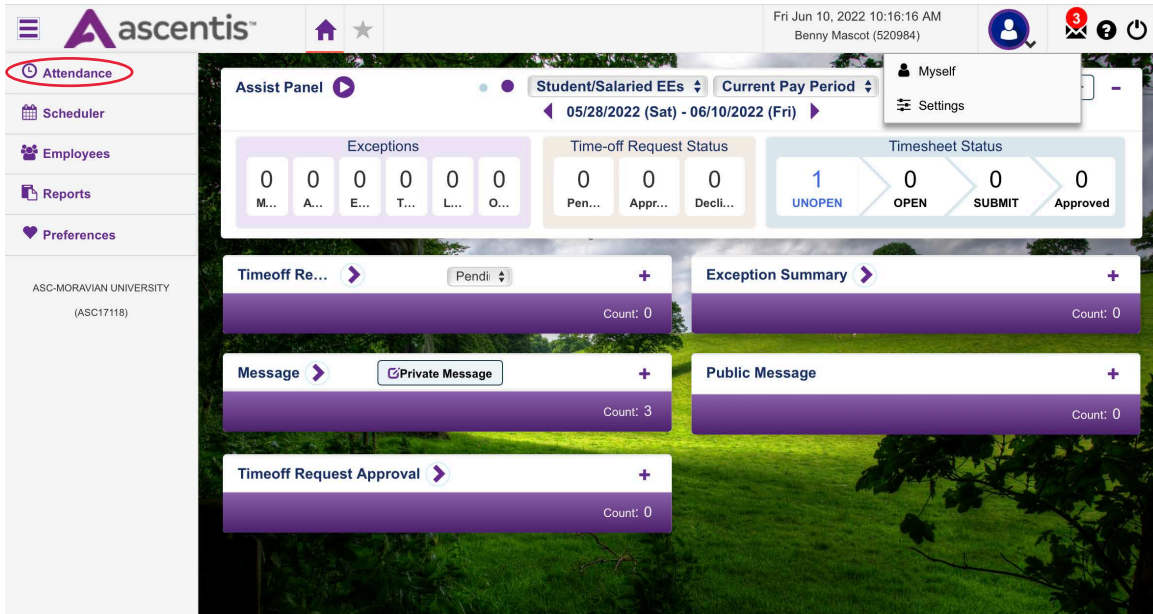 ascentis™
Fri Jun 10, 2022 10:16:16 AM
Benny Mascot (520984)
3
Attendance
Scheduler
Employees
Reports
Preferences
ASC-MORAVIAN UNIVERSITY
(ASC17118)
Myself
Settings
Assist Panel
Student/Salaried EEs
Current Pay Period
05/28/2022 (Sat) - 06/10/2022 (Fri)
Exceptions
0 0 0 0 0 0
M... A... E... T... L... O...
Time-off Request Status
0 0 0
Pen... Appr... Decli...
Timesheet Status
1 0 0 0
UNOPEN OPEN SUBMIT Approved
Timeoff Re...
Pendi
Count: 0
Exception Summary
Count: 0
Message
Private Message
Count: 3
Public Message
Count: 0
Timeoff Request Approval
Count: 0